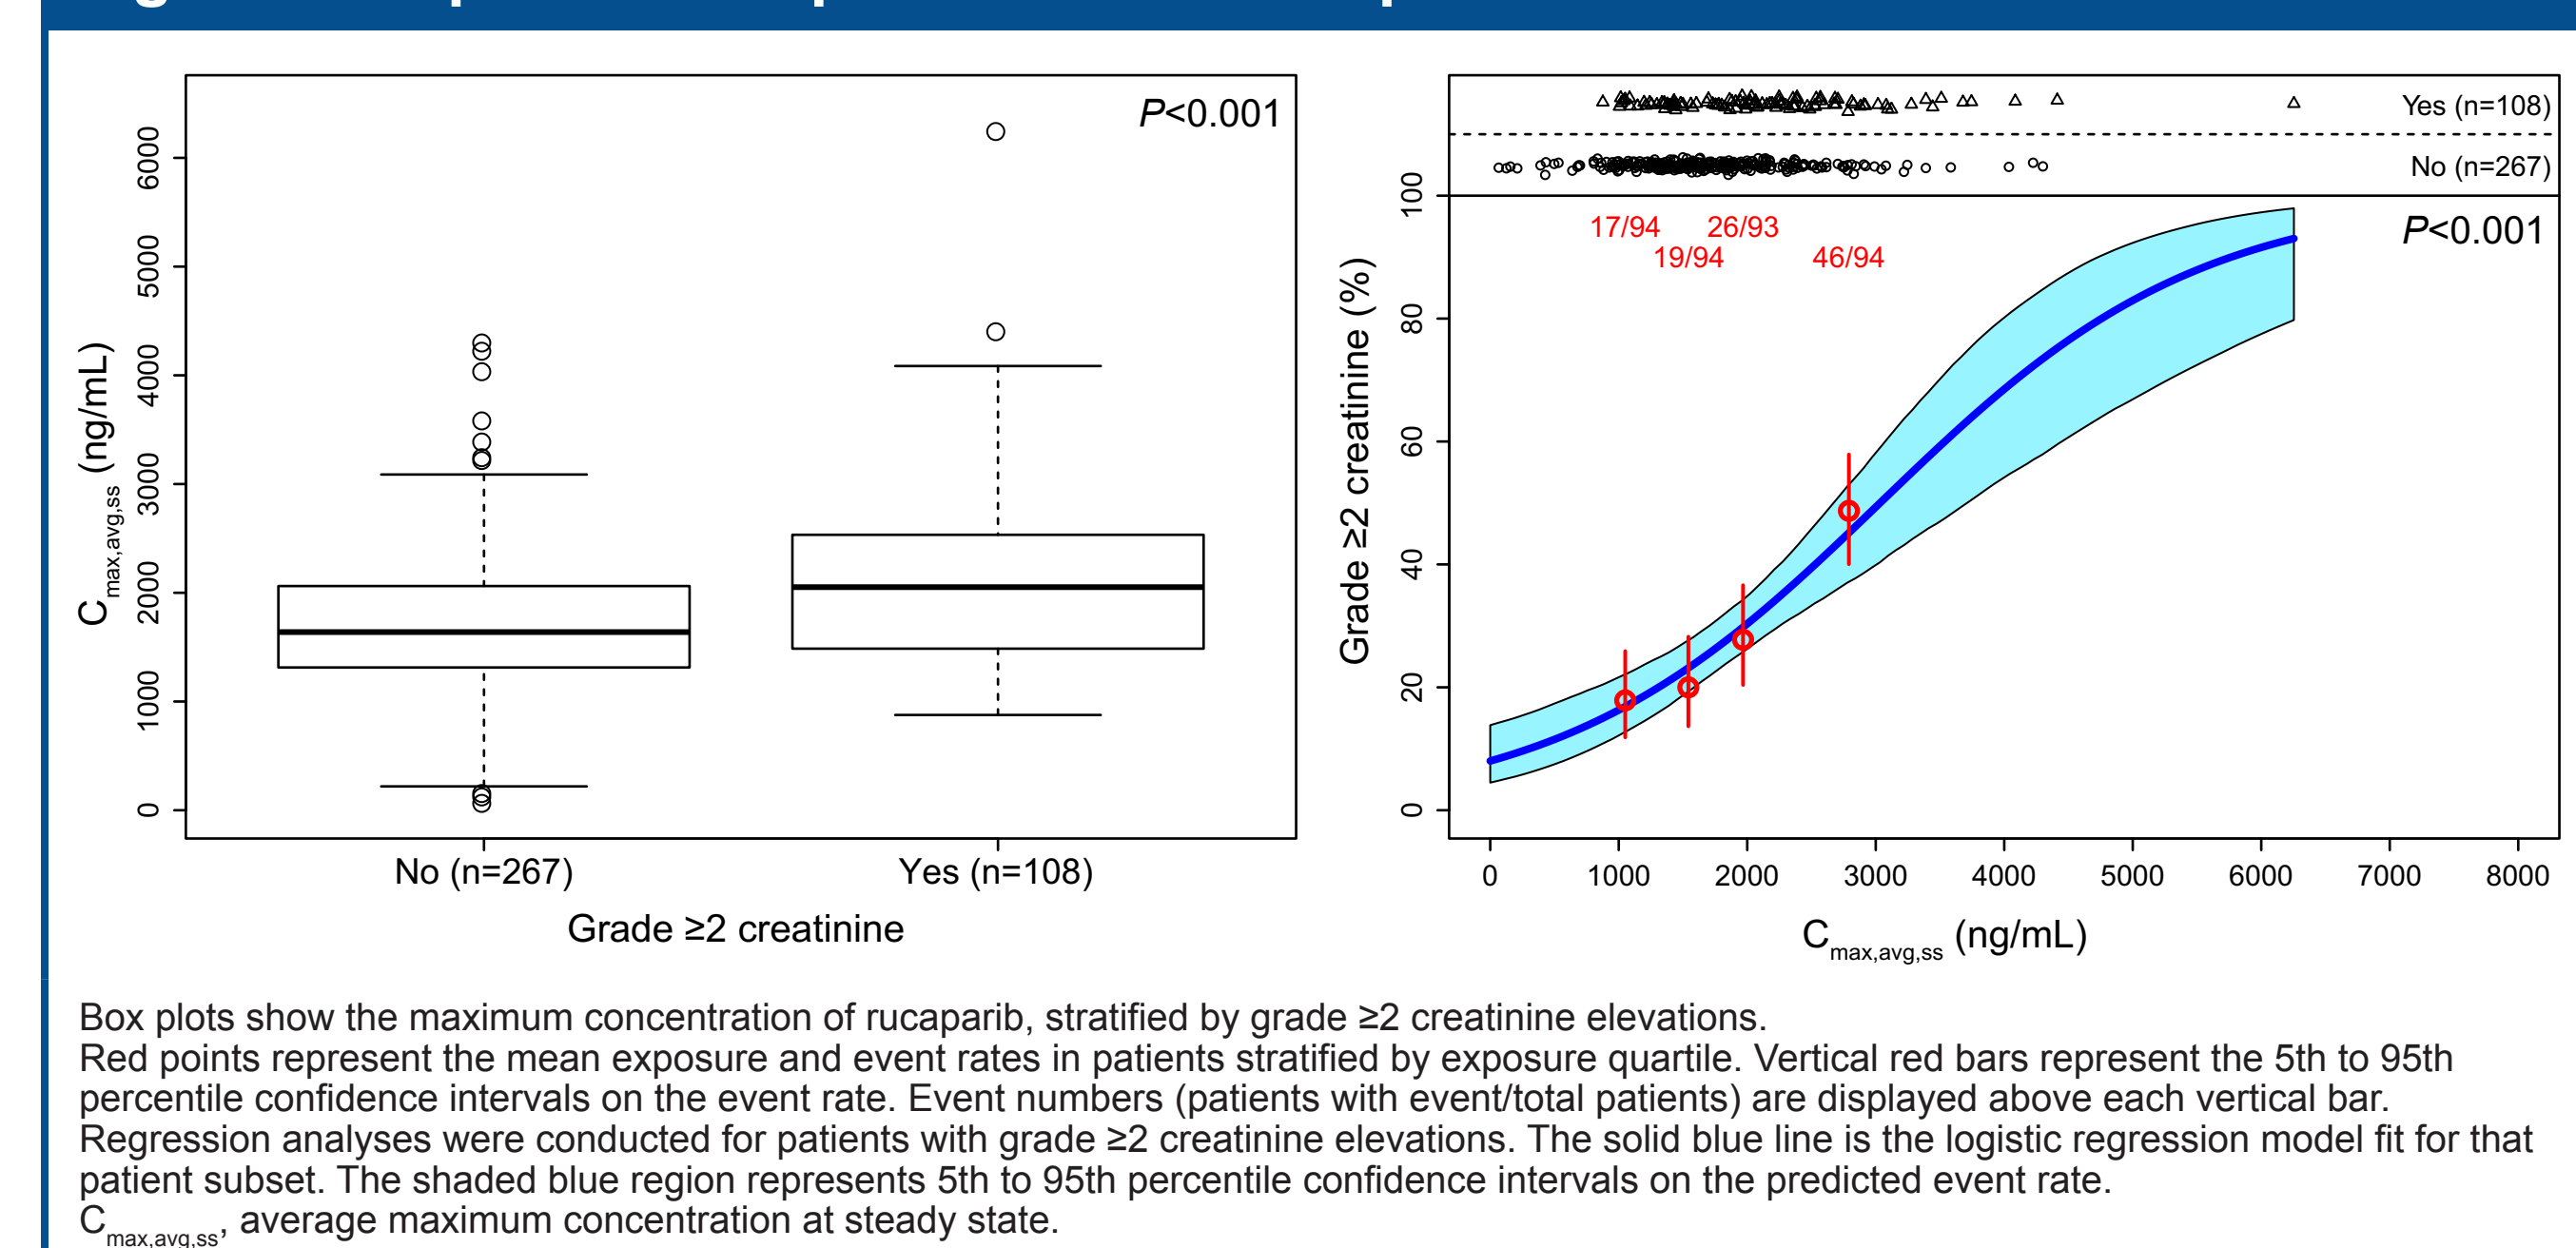 P<0.001
6000
5000
4000
3000
2000
1000
0
C_max,avg,ss (ng/mL)
No (n=267)
Yes (n=108)
Grade ≥2 creatinine
Yes (n=108)
No (n=267)
P<0.001
17/94
26/93
19/94
46/94
100
80
60
40
20
0
Grade ≥2 creatinine (%)
0 1000 2000 3000 4000 5000 6000 7000 8000
C_max,avg,ss (ng/mL)
Box plots show the maximum concentration of rucaparib, stratified by grade ≥2 creatinine elevations.
Red points represent the mean exposure and event rates in patients stratified by exposure quartile. Vertical red bars represent the 5th to 95th
percentile confidence intervals on the event rate. Event numbers (patients with event/total patients) are displayed above each vertical bar.
Regression analyses were conducted for patients with grade ≥2 creatinine elevations. The solid blue line is the logistic regression model fit for that
patient subset. The shaded blue region represents 5th to 95th percentile confidence intervals on the predicted event rate.
C_max,avg,ss, average maximum concentration at steady state.